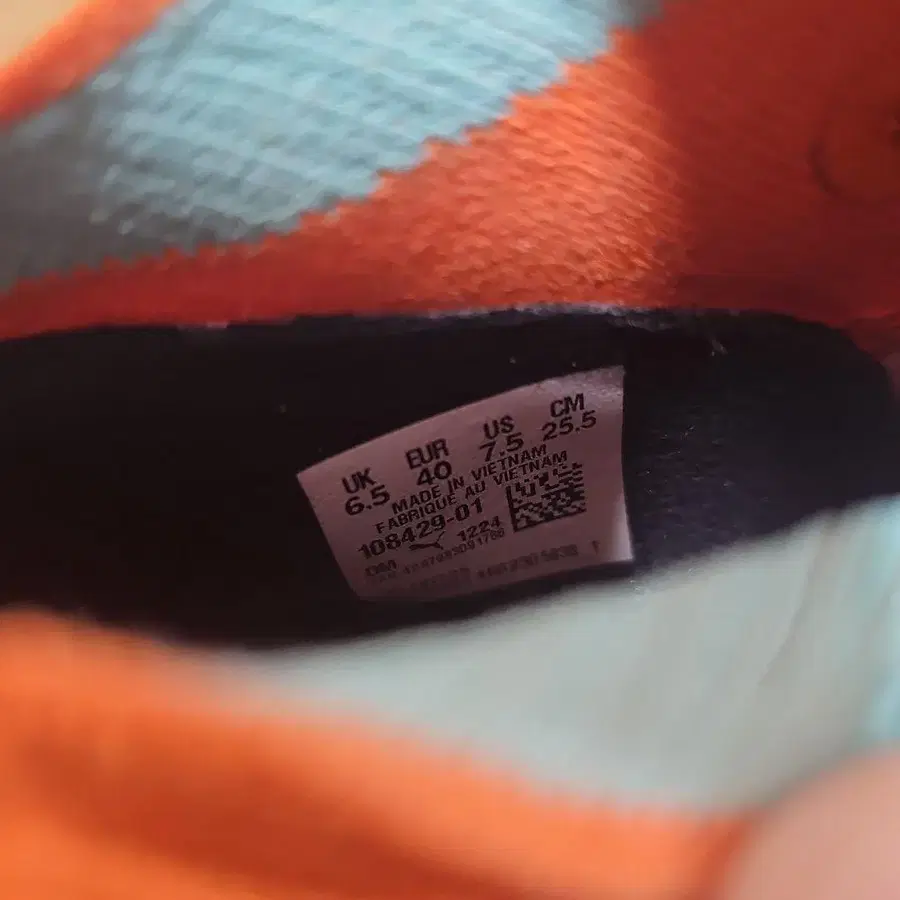 UK EUR US CM
6.5 40 7.5 25.5
MADE IN VIETNAM
FABRIQUE AU VIETNAM
108429-01
1224